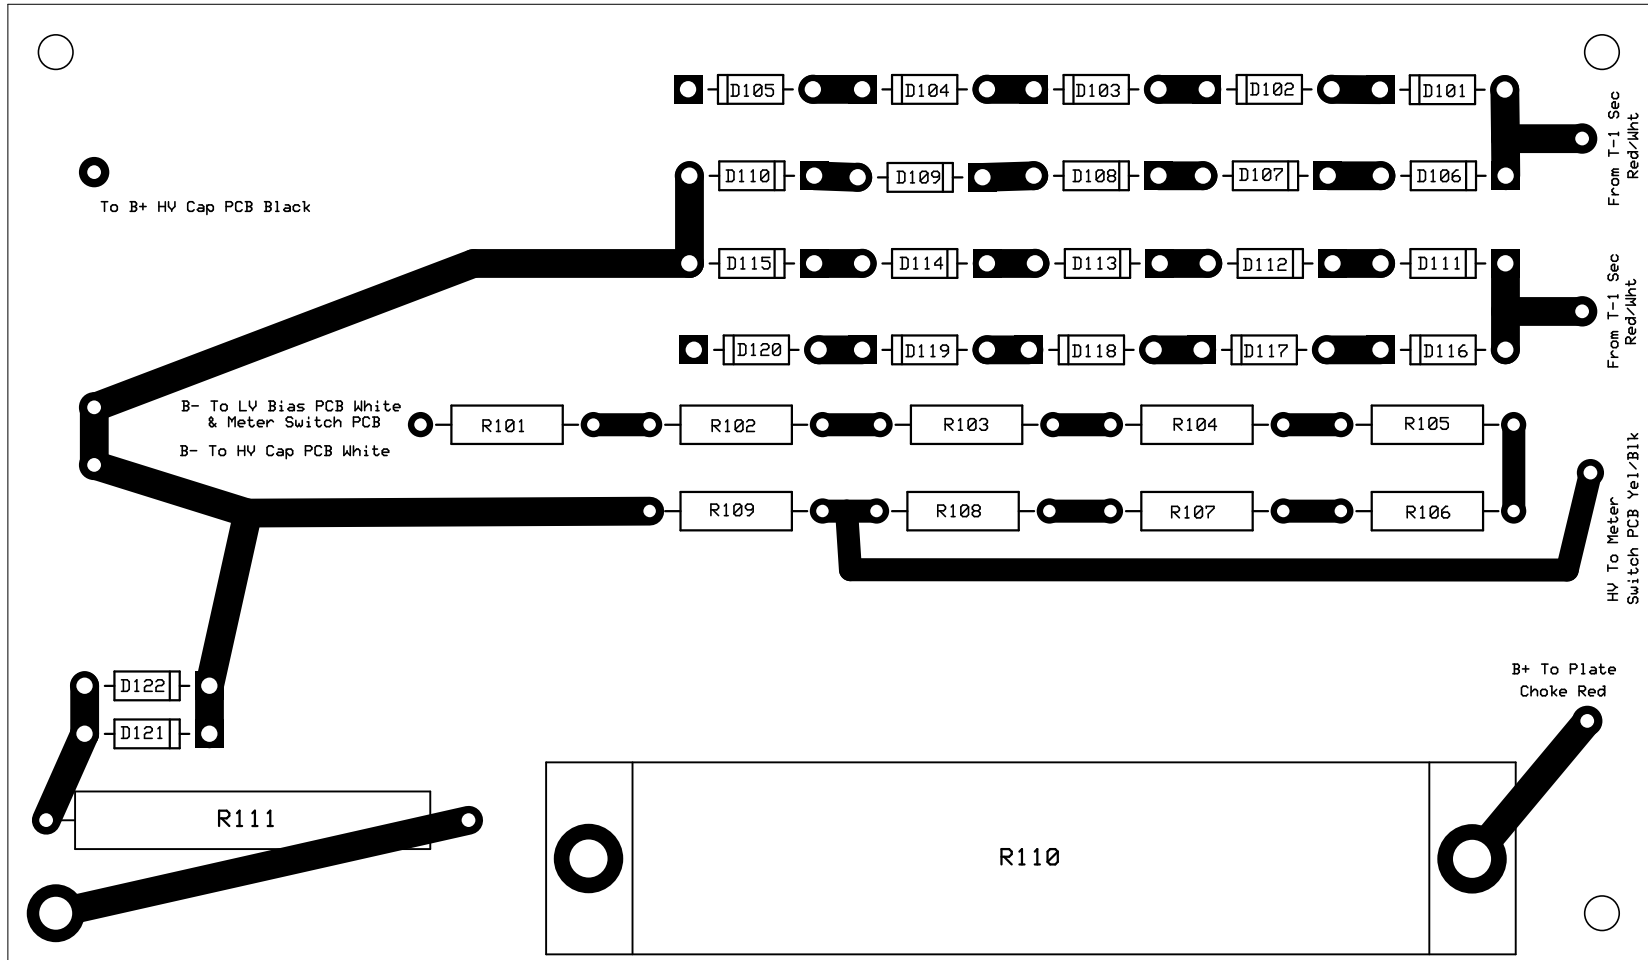 D105
D104
D103
D102
D101
From T-1 Sec
Red/Wht
D110
D109
D108
D107
D106
To B+ HV Cap PCB Black
D115
D114
D113
D112
D111
From T-1 Sec
Red/Wht
D120
D119
D118
D117
D116
B- To LV Bias PCB White
& Meter Switch PCB
B- To HV Cap PCB White
R101
R102
R103
R104
R105
R109
R108
R107
R106
HV To Meter
Switch PCB Yel/Blk
B+ To Plate
Choke Red
D122
D121
R111
R110